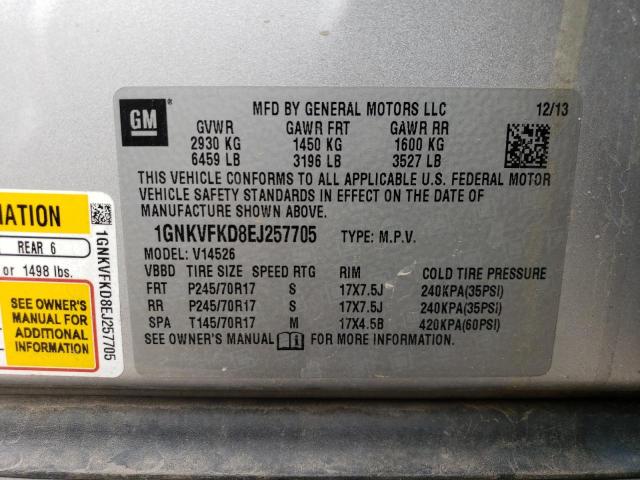 GM
MFD BY GENERAL MOTORS LLC 12/13
GVWR GAWR FRT GAWR RR
2930 KG 1450 KG 1600 KG
6459 LB 3196 LB 3527 LB
THIS VEHICLE CONFORMS TO ALL APPLICABLE U.S. FEDERAL MOTOR
VEHICLE SAFETY STANDARDS IN EFFECT ON THE DATE OF
MANUFACTURE SHOWN ABOVE.
1GNKVFKD8EJ257705 TYPE: M.P.V.
MODEL: V14526
VBBD TIRE SIZE SPEED RTG RIM COLD TIRE PRESSURE
FRT P245/70R17 S 17X7.5J 240KPA(35PSI)
RR P245/70R17 S 17X7.5J 240KPA(35PSI)
SPA T145/70R17 M 17X4.5B 420KPA(60PSI)
SEE OWNER'S MANUAL FOR MORE INFORMATION.
REAR 6
or 1498 lbs.
SEE OWNER'S
MANUAL FOR
ADDITIONAL
INFORMATION
1GNKVFKD8EJ257705